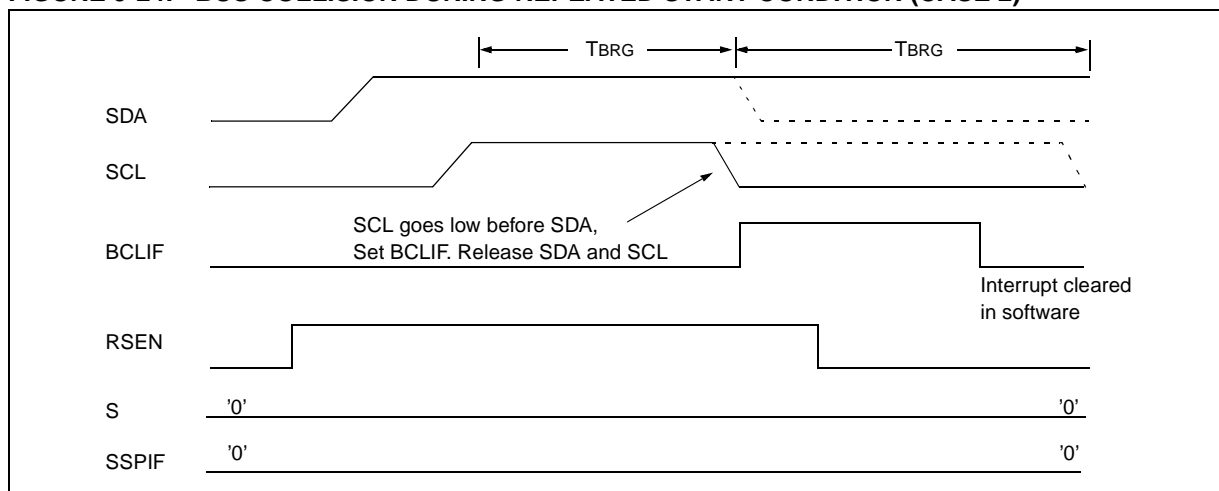 TBRG TBRG
SDA
SCL
SCL goes low before SDA,
Set BCLIF. Release SDA and SCL
BCLIF
Interrupt cleared
in software
RSEN
S '0' '0'
SSPIF '0' '0'